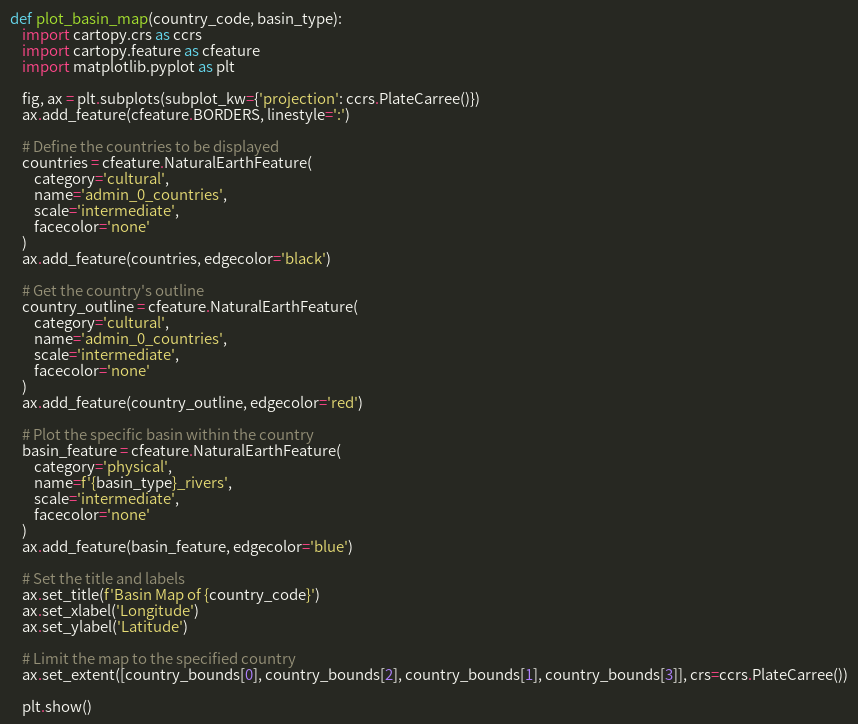 def plot_basin_map(country_code, basin_type):
    import cartopy.crs as ccrs
    import cartopy.feature as cfeature
    import matplotlib.pyplot as plt

    fig, ax = plt.subplots(subplot_kw={'projection': ccrs.PlateCarree()})
    ax.add_feature(cfeature.BORDERS, linestyle=':')

    # Define the countries to be displayed
    countries = cfeature.NaturalEarthFeature(
        category='cultural',
        name='admin_0_countries',
        scale='intermediate',
        facecolor='none'
    )
    ax.add_feature(countries, edgecolor='black')

    # Get the country's outline
    country_outline = cfeature.NaturalEarthFeature(
        category='cultural',
        name='admin_0_countries',
        scale='intermediate',
        facecolor='none'
    )
    ax.add_feature(country_outline, edgecolor='red')

    # Plot the specific basin within the country
    basin_feature = cfeature.NaturalEarthFeature(
        category='physical',
        name=f'{basin_type}_rivers',
        scale='intermediate',
        facecolor='none'
    )
    ax.add_feature(basin_feature, edgecolor='blue')

    # Set the title and labels
    ax.set_title(f'Basin Map of {country_code}')
    ax.set_xlabel('Longitude')
    ax.set_ylabel('Latitude')

    # Limit the map to the specified country
    ax.set_extent([country_bounds[0], country_bounds[2], country_bounds[1], country_bounds[3]], crs=ccrs.PlateCarree())

    plt.show()